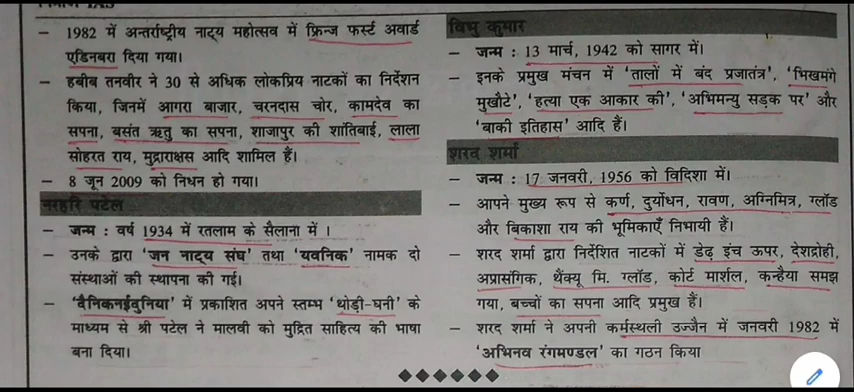 – 1982 में अन्तर्राष्ट्रीय नाट्य महोत्सव में फ्रिन्ज फर्स्ट अवार्ड
एडिनबरा दिया गया।
– हबीब तनवीर ने 30 से अधिक लोकप्रिय नाटकों का निर्देशन
किया, जिनमें आगरा बाजार, चरनदास चोर, कामदेव का
सपना, बसंत ऋतु का सपना, शाजापुर की शांतिबाई, लाला
सोहरत राय, मुद्राराक्षस आदि शामिल हैं।
– 8 जून 2009 को निधन हो गया।
नरहरि पटेल
– जन्म : वर्ष 1934 में रतलाम के सैलाना में ।
– उनके द्वारा 'जन नाट्य संघ' तथा 'यवनिक' नामक दो
संस्थाओं की स्थापना की गई।
– 'दैनिकनईदुनिया' में प्रकाशित अपने स्तम्भ 'थोड़ी-घनी' के
माध्यम से श्री पटेल ने मालवी को मुद्रित साहित्य की भाषा
बना दिया।
विभु कुमार
– जन्म : 13 मार्च, 1942 को सागर में।
– इनके प्रमुख मंचन में 'तालों में बंद प्रजातंत्र', 'भिखमंगे
मुखौटे', 'हत्या एक आकार की', 'अभिमन्यु सड़क पर' और
'बाकी इतिहास' आदि हैं।
शरद शर्मा
– जन्म : 17 जनवरी, 1956 को विदिशा में।
– आपने मुख्य रूप से कर्ण, दुर्योधन, रावण, अग्निमित्र, ग्लॉड
और बिकाशा राय की भूमिकाएँ निभायी हैं।
– शरद शर्मा द्वारा निर्देशित नाटकों में डेढ़ इंच ऊपर, देशद्रोही,
अप्रासंगिक, थैंक्यू मि. ग्लॉड, कोर्ट मार्शल, कन्हैया समझ
गया, बच्चों का सपना आदि प्रमुख हैं।
– शरद शर्मा ने अपनी कर्मस्थली उज्जैन में जनवरी 1982 में
'अभिनव रंगमण्डल' का गठन किया